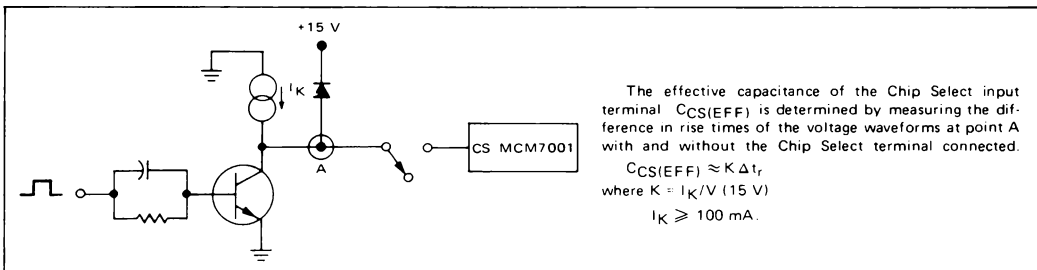 +15 V
IK
A
CS MCM7001
The effective capacitance of the Chip Select input
terminal CCS(EFF) is determined by measuring the dif-
ference in rise times of the voltage waveforms at point A
with and without the Chip Select terminal connected.
CCS(EFF) ≈ K Δtr
where K = IK/V (15 V)
IK ⩾ 100 mA.